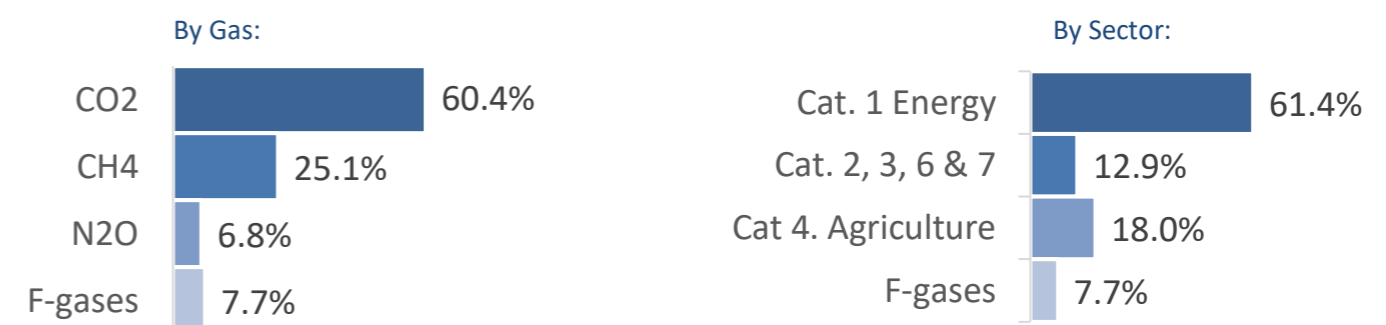 By Gas:
CO2 60.4%
CH4 25.1%
N2O 6.8%
F-gases 7.7%
By Sector:
Cat. 1 Energy 61.4%
Cat. 2, 3, 6 & 7 12.9%
Cat 4. Agriculture 18.0%
F-gases 7.7%